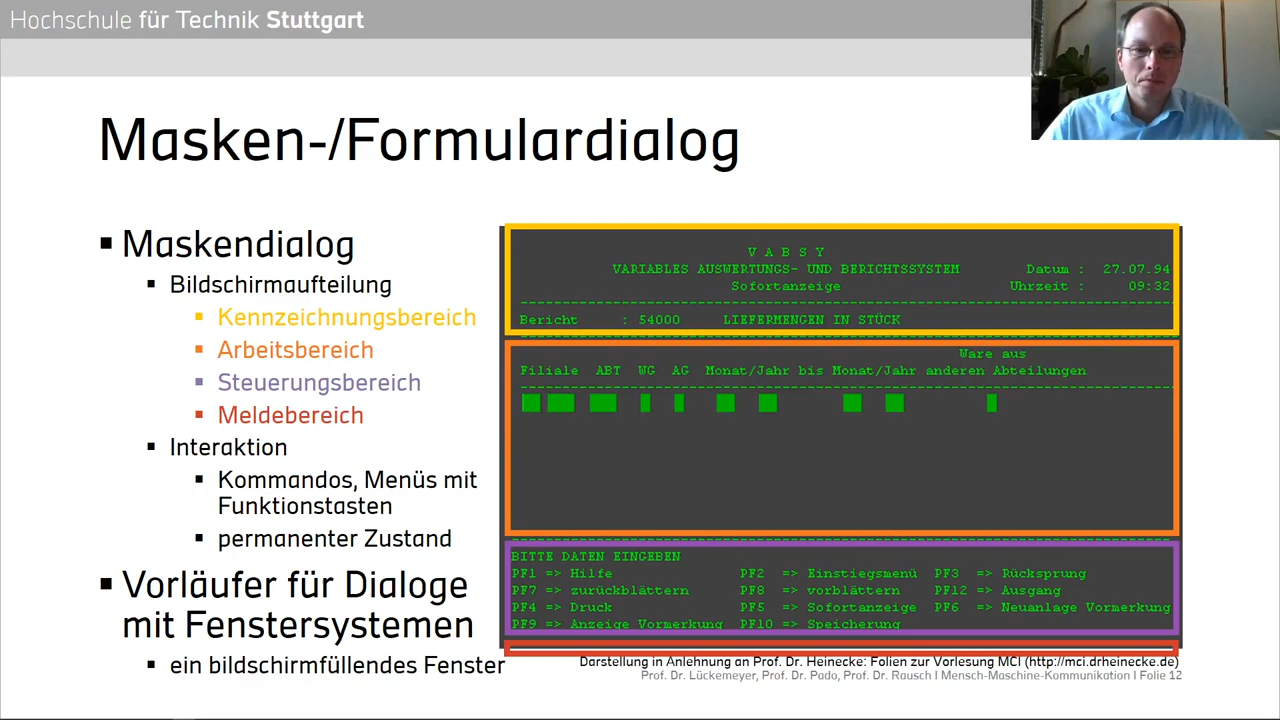 Hochschule für Technik Stuttgart
Masken-/Formulardialog
▪ Maskendialog
▪ Bildschirmaufteilung
▪ Kennzeichnungsbereich
▪ Arbeitsbereich
▪ Steuerungsbereich
▪ Meldebereich
▪ Interaktion
▪ Kommandos, Menüs mit
Funktionstasten
▪ permanenter Zustand
▪ Vorläufer für Dialoge
mit Fenstersystemen
▪ ein bildschirmfüllendes Fenster
V A B S Y
VARIABLES AUSWERTUNGS- UND BERICHTSSYSTEM Datum : 27.07.94
Sofortanzeige Uhrzeit : 09:32
Bericht : 54000 LIEFERMENGEN IN STÜCK
Ware aus
Filiale ABT WG AG Monat/Jahr bis Monat/Jahr anderen Abteilungen
BITTE DATEN EINGEBEN
PF1 => Hilfe PF2 => Einstiegsmenü PF3 => Rücksprung
PF7 => zurückblättern PF8 => vorblättern PF12 => Ausgang
PF4 => Druck PF5 => Sofortanzeige PF6 => Neuanlage Vormerkung
PF9 => Anzeige Vormerkung PF10 => Speicherung
Darstellung in Anlehnung an Prof. Dr. Heinecke: Folien zur Vorlesung MCI (http://mci.drheinecke.de)
Prof. Dr. Lückemeyer, Prof. Dr. Pado, Prof. Dr. Rausch I Mensch-Maschine-Kommunikation I Folie 12